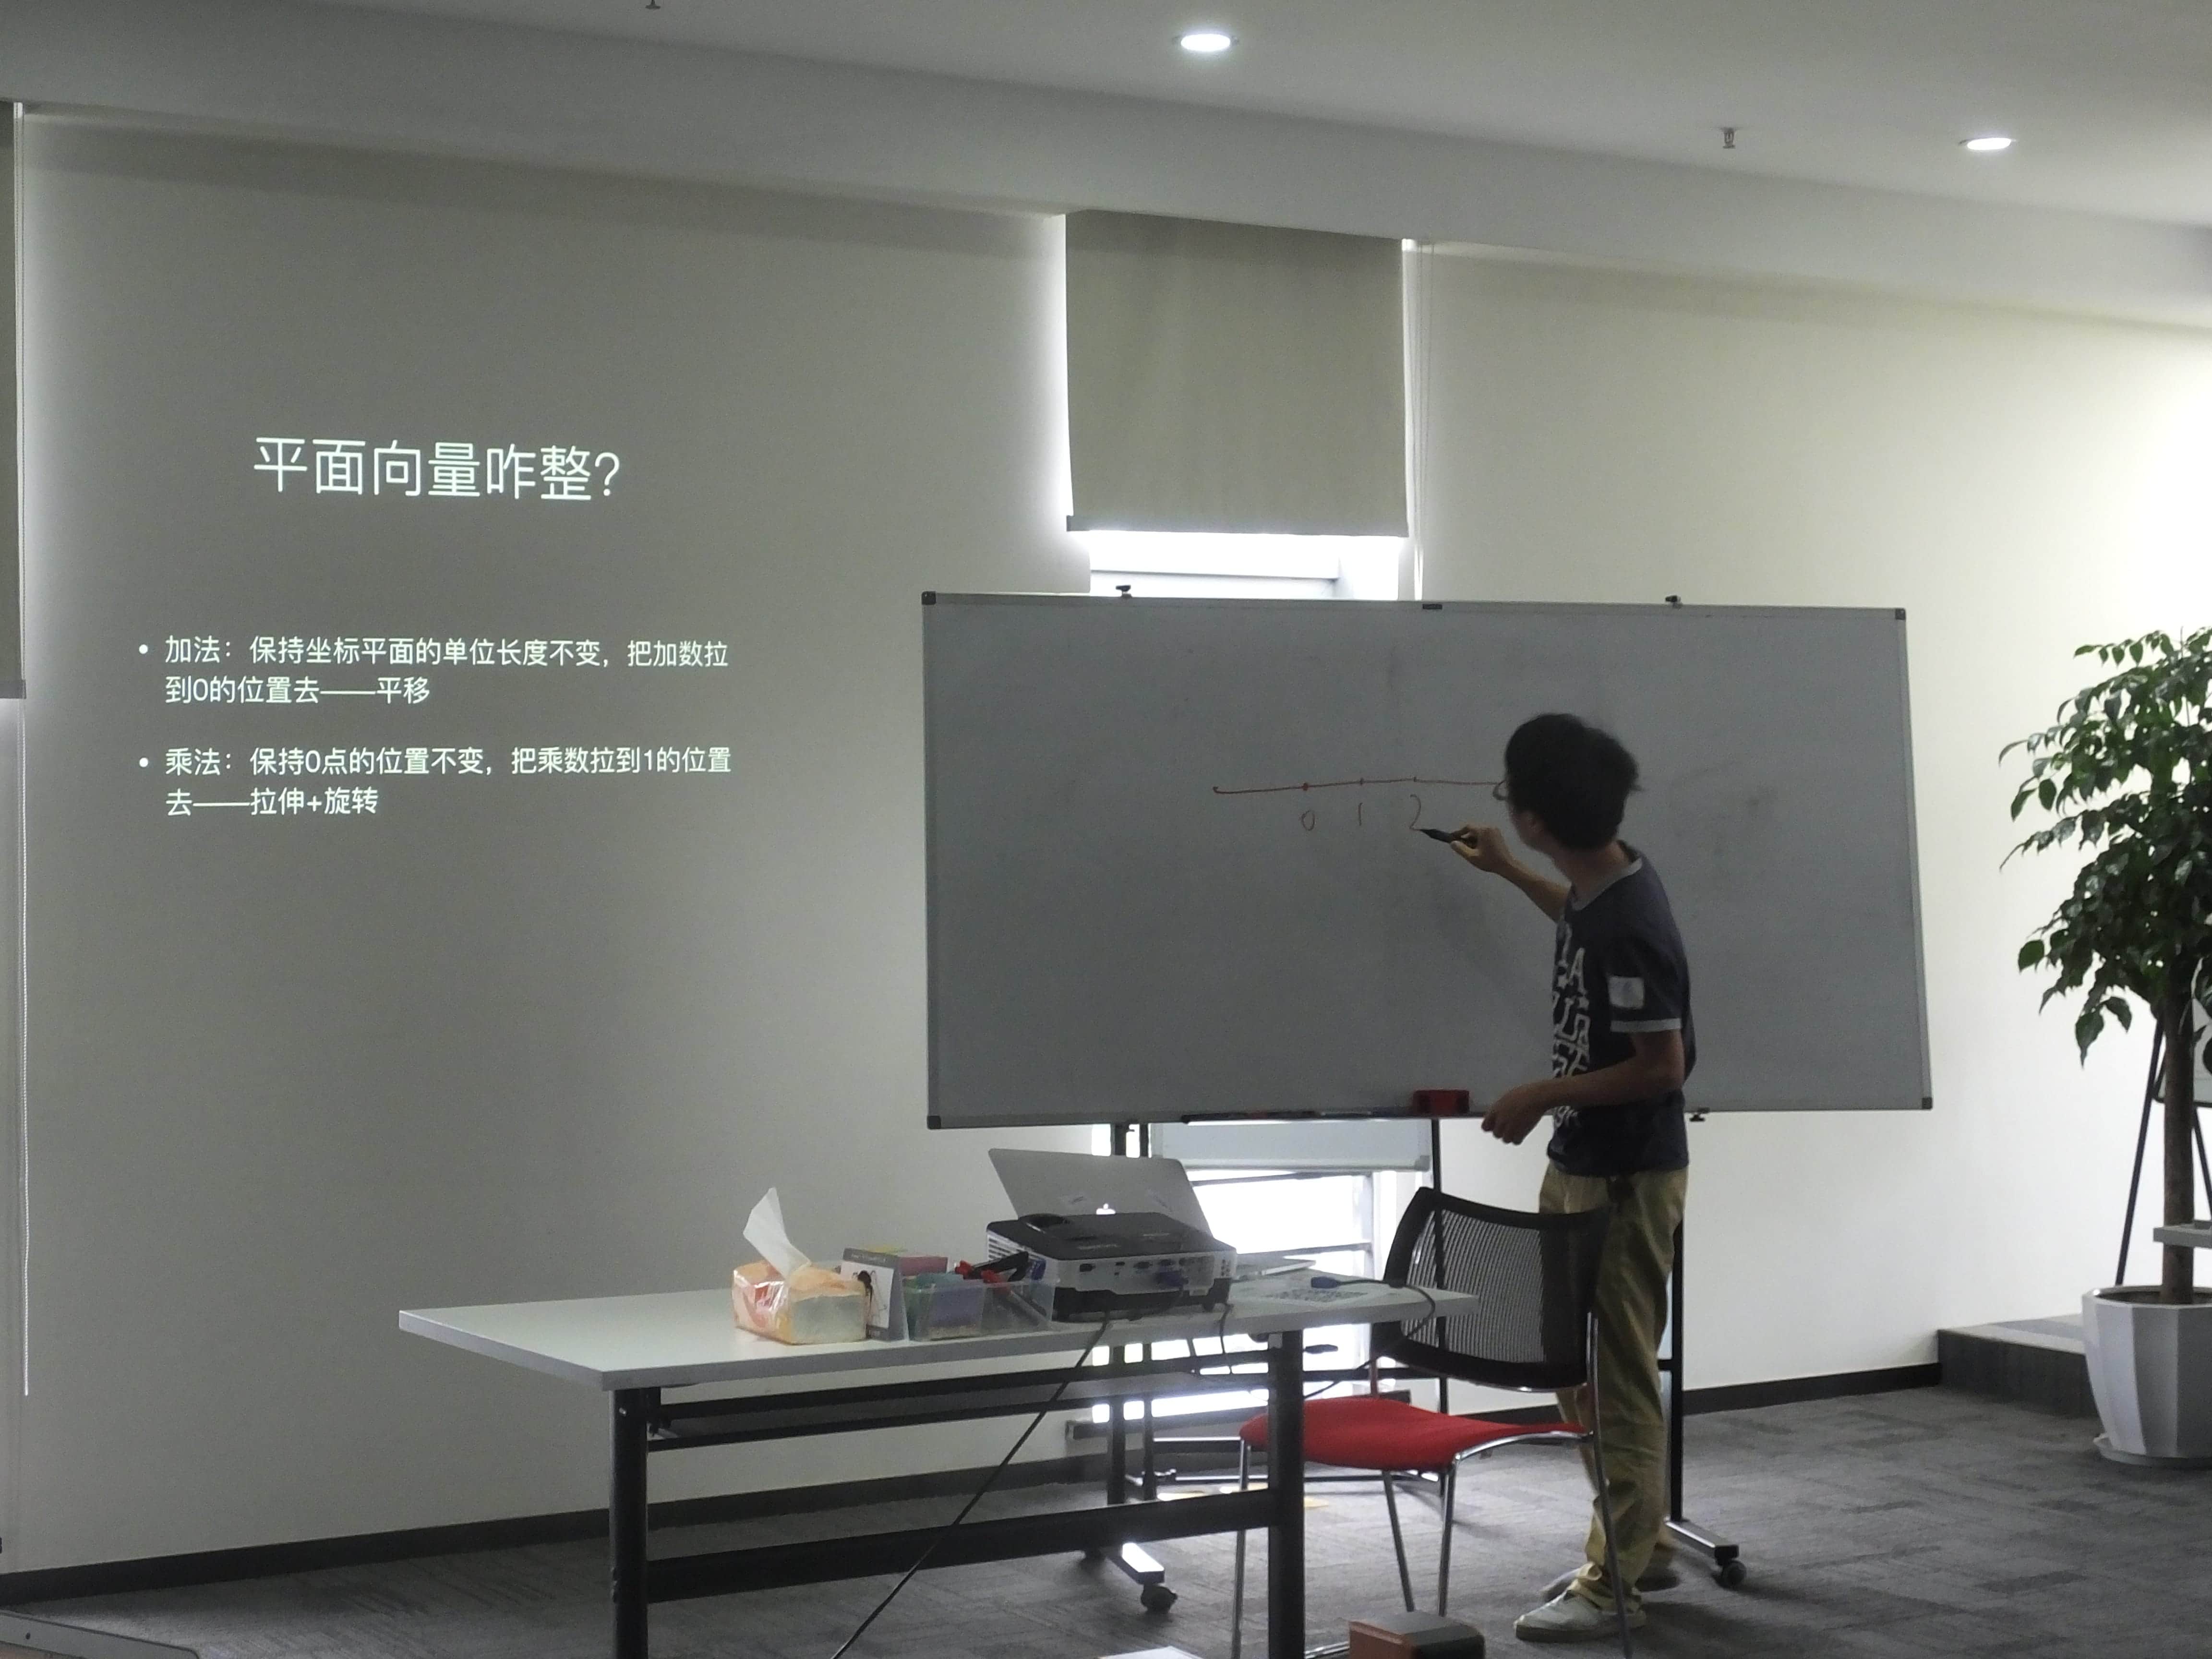 平面向量咋整?
• 加法：保持坐标平面的单位长度不变，把加数拉
到0的位置去——平移
• 乘法：保持0点的位置不变，把乘数拉到1的位置
去——拉伸+旋转
0 1 2